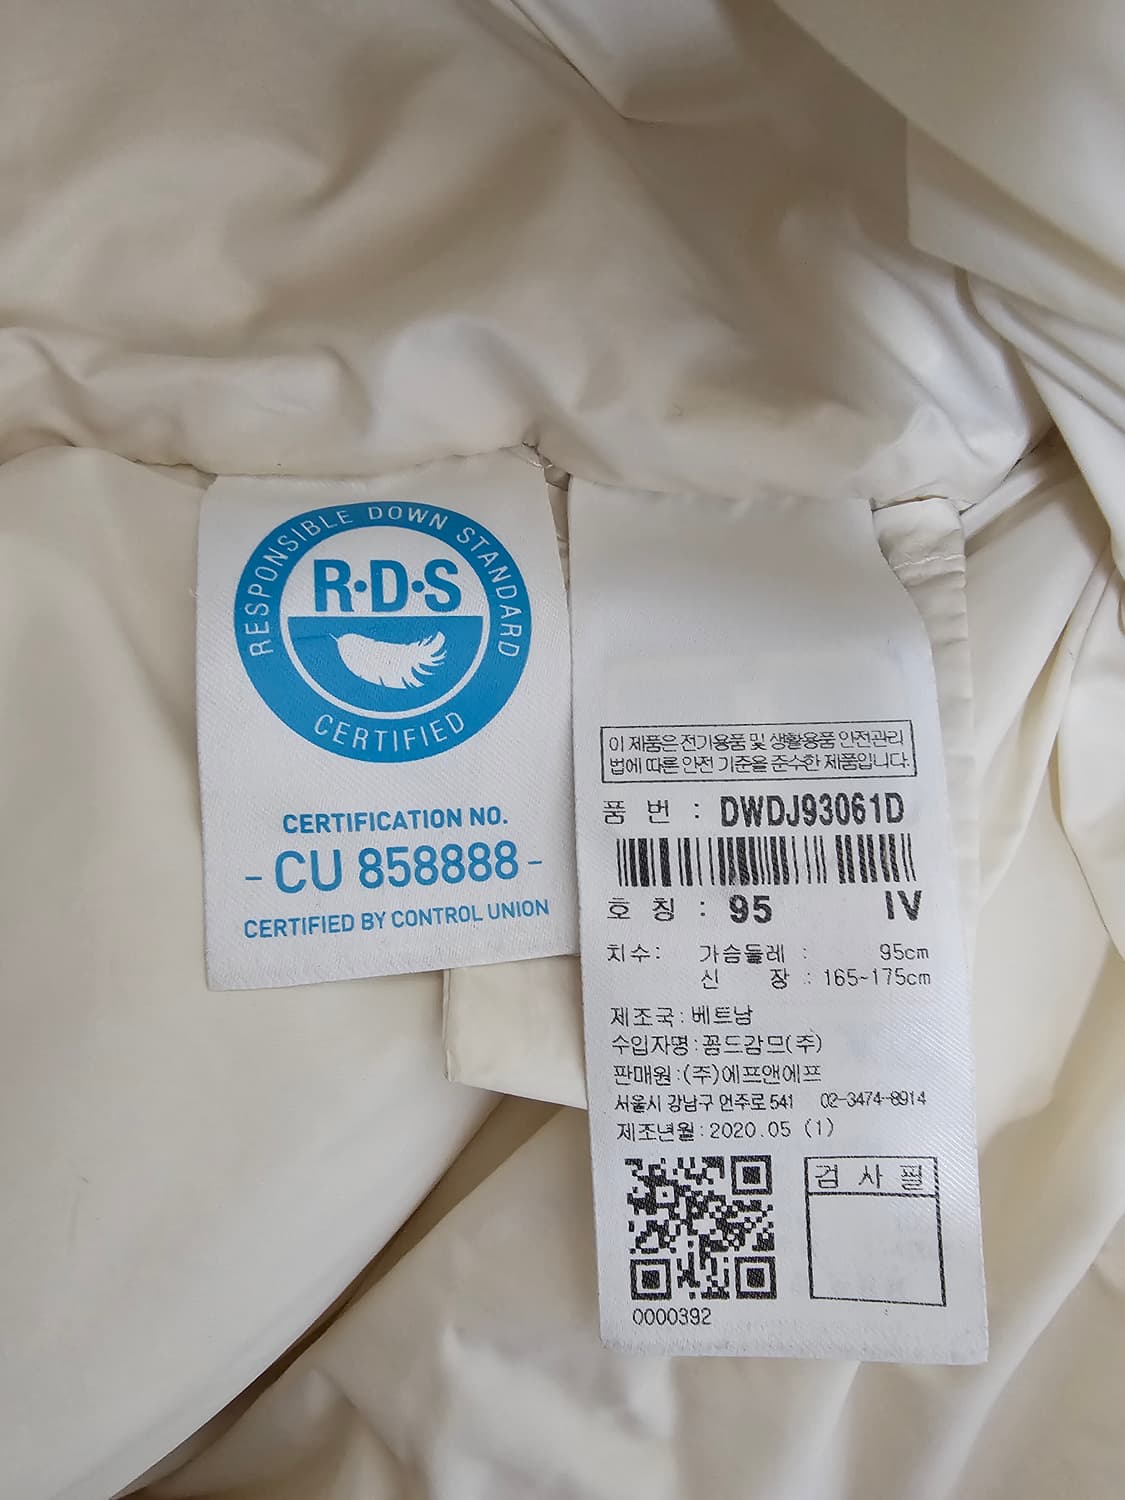 RESPONSIBLE DOWN STANDARD
R·D·S
CERTIFIED
CERTIFICATION NO.
- CU 858888 -
CERTIFIED BY CONTROL UNION
이 제품은 전기용품 및 생활용품 안전관리
법에 따른 안전 기준을 준수한 제품입니다.
품 번 : DWDJ93061D
호 칭 : 95 IV
치수: 가슴둘레 : 95cm
신 장 : 165~175cm
제조국:베트남
수입자명:꼼드감므(주)
판매원:(주)에프앤에프
서울시 강남구 언주로 541 02-3474-8914
제조년월:2020.05 (1)
검 사 필
0000392